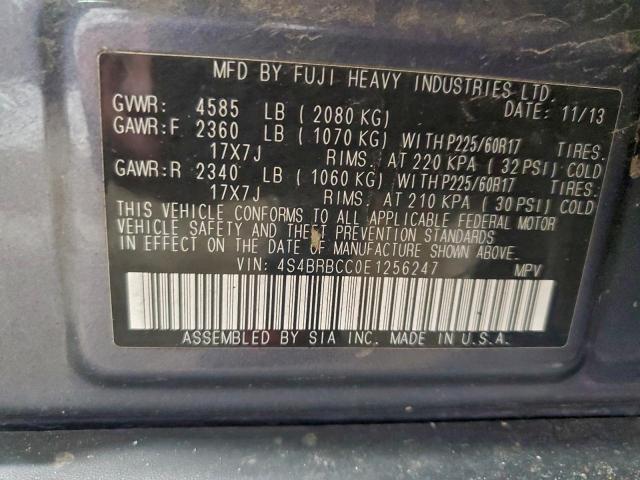 MFD BY FUJI HEAVY INDUSTRIES LTD.
GVWR: 4585 LB (2080 KG) DATE: 11/13
GAWR:F 2360 LB (1070 KG) WITH P225/60R17 TIRES.
17X7J RIMS. AT 220 KPA (32 PSI) COLD
GAWR:R 2340 LB (1060 KG) WITH P225/60R17 TIRES.
17X7J RIMS. AT 210 KPA (30 PSI) COLD
THIS VEHICLE CONFORMS TO ALL APPLICABLE FEDERAL MOTOR
VEHICLE SAFETY AND THEFT PREVENTION STANDARDS
IN EFFECT ON THE DATE OF MANUFACTURE SHOWN ABOVE.
VIN: 4S4BRBCC0E1256247 MPV
ASSEMBLED BY SIA INC. MADE IN U.S.A.